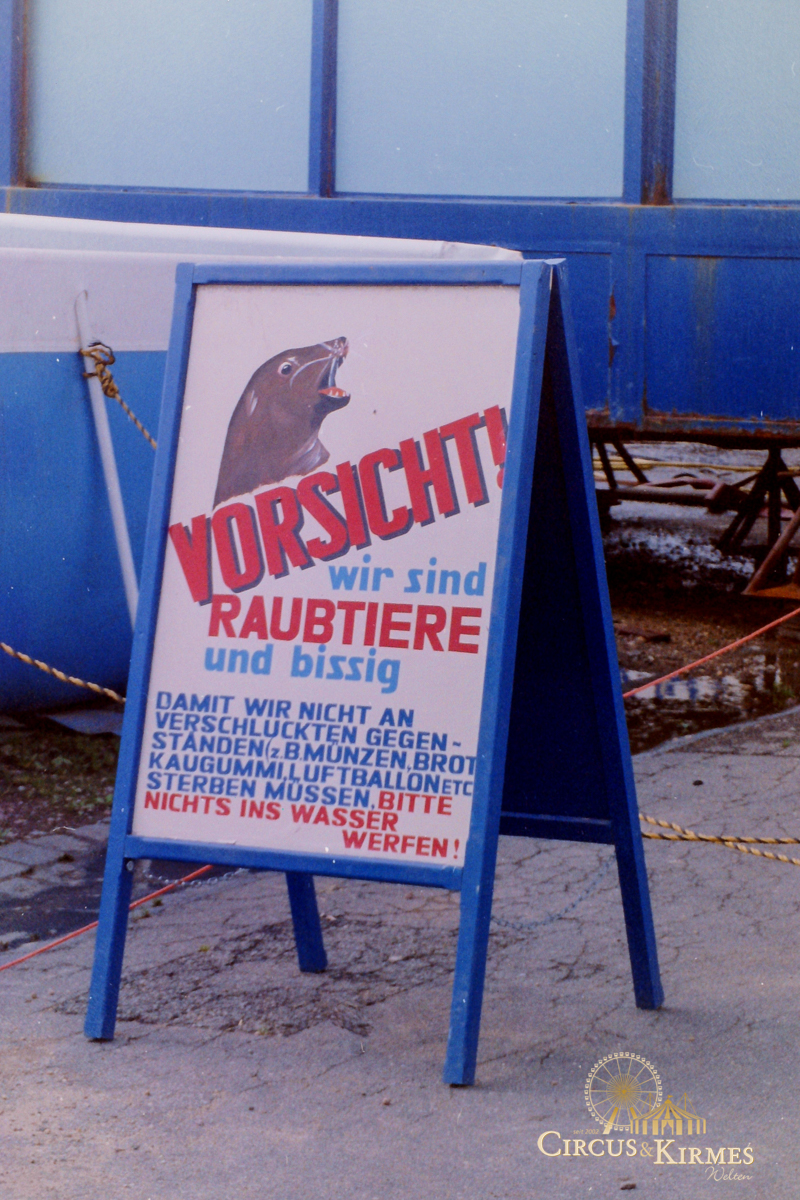 VORSICHT!
wir sind
RAUBTIERE
und bissig
DAMIT WIR NICHT AN
VERSCHLUCKTEN GEGEN-
STÄNDEN(z.B.MÜNZEN,BROT
KAUGUMMI,LUFTBALLON ETC
STERBEN MÜSSEN,BITTE
NICHTS INS WASSER
WERFEN!
CIRCUS & KIRMES
Welten